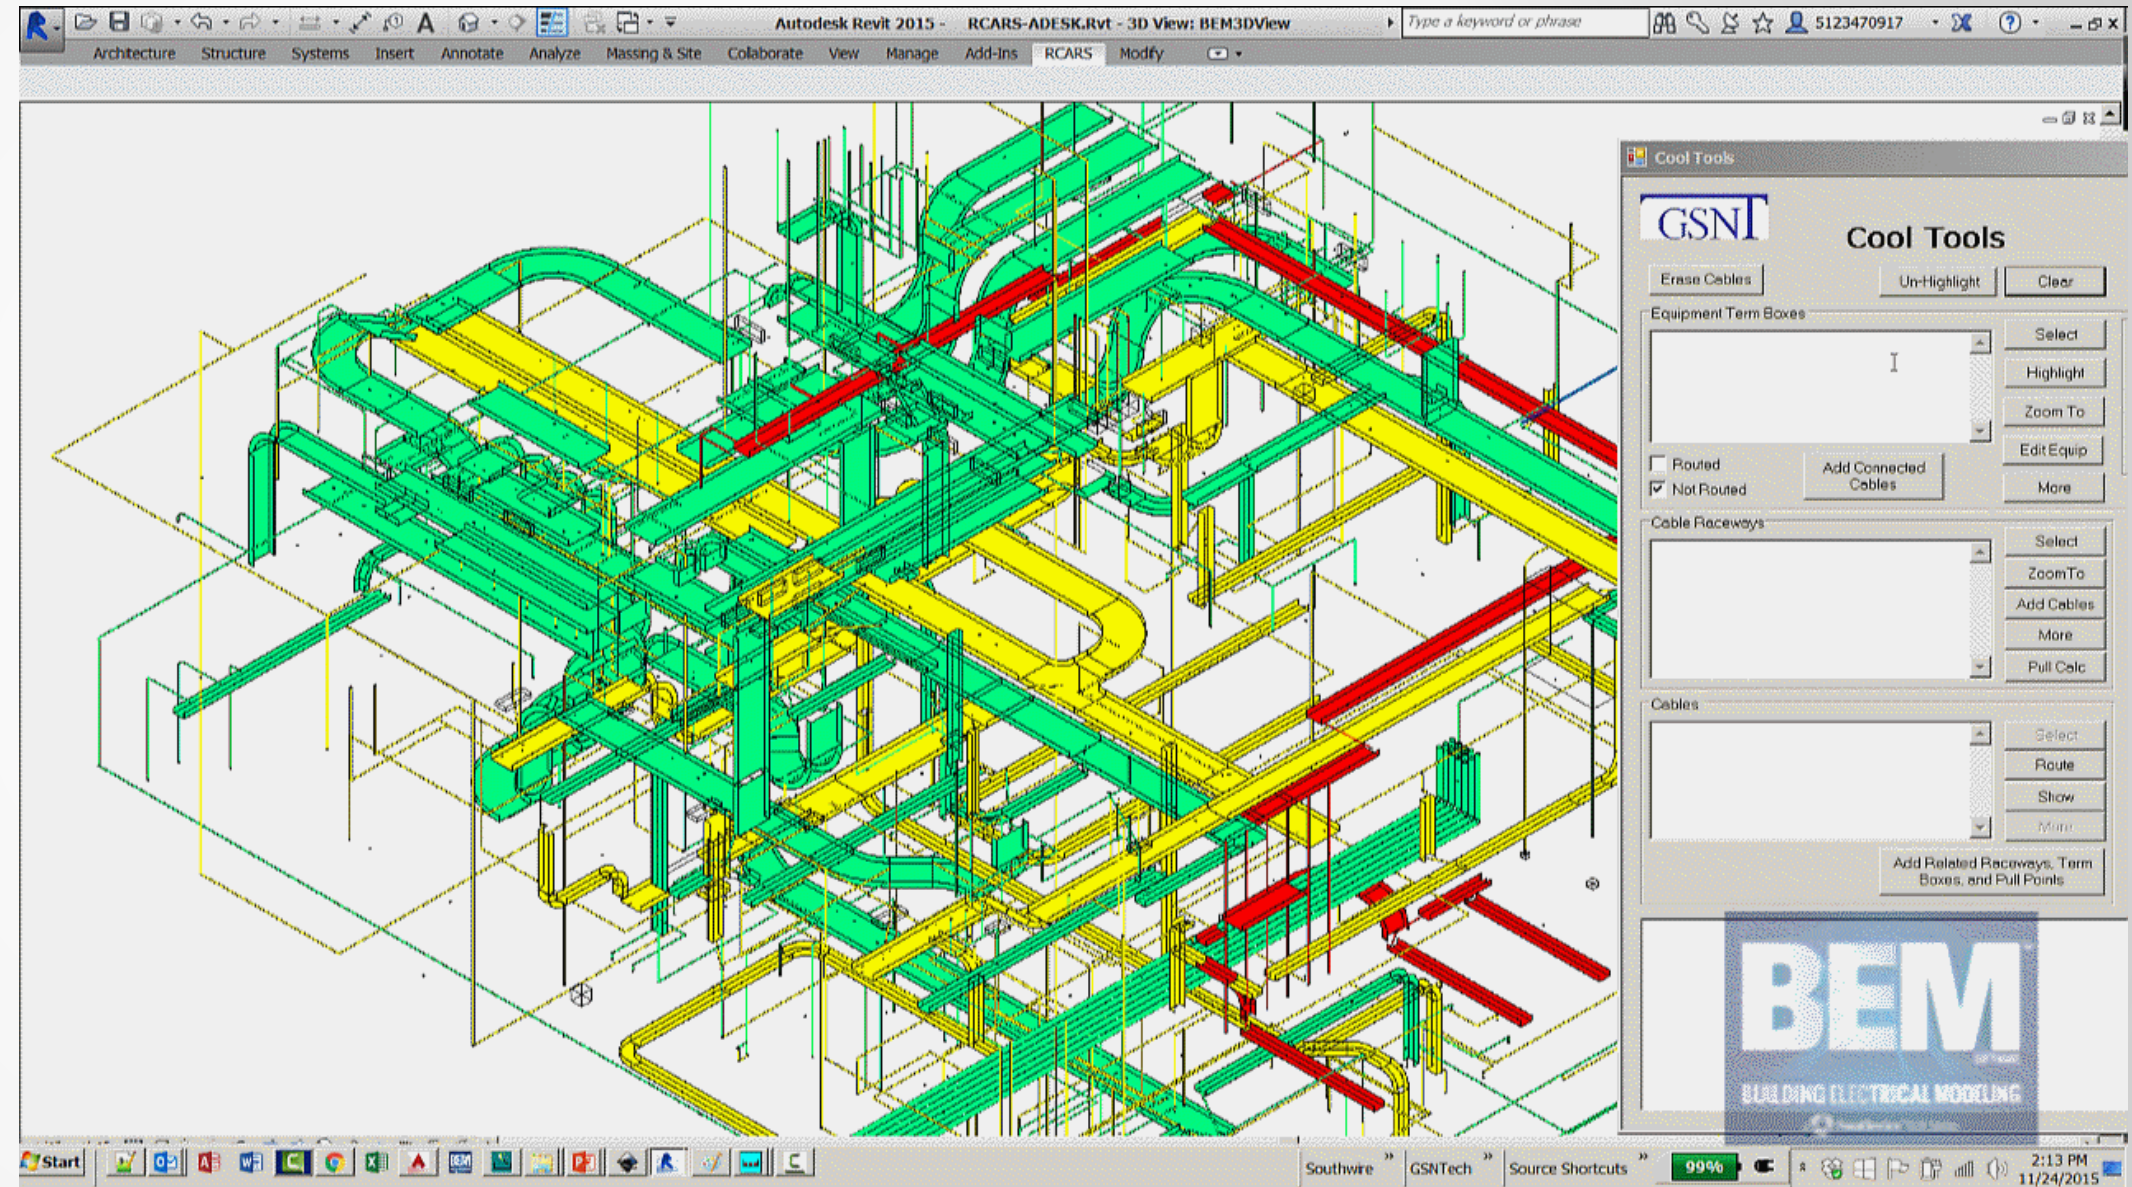 Autodesk Revit 2015 - RCARS-ADESK.Rvt - 3D View: BEM3DView
Type a keyword or phrase
5123470917
Architecture Structure Systems Insert Annotate Analyze Massing & Site Collaborate View Manage Add-Ins RCARS Modify
Cool Tools
GSNT
Cool Tools
Erase Cables
Un-Highlight
Clear
Equipment Term Boxes
Select
Highlight
Zoom To
Edit Equip
More
Routed
Not Routed
Add Connected
Cables
Cable Raceways
Select
ZoomTo
Add Cables
More
Pull Calc
Cables
Select
Route
Show
More
Add Related Raceways, Term
Boxes, and Pull Points
BEM
BUILDING ELECTRICAL MODELING
Start
Southwire
GSNTech
Source Shortcuts
99%
2:13 PM
11/24/2015